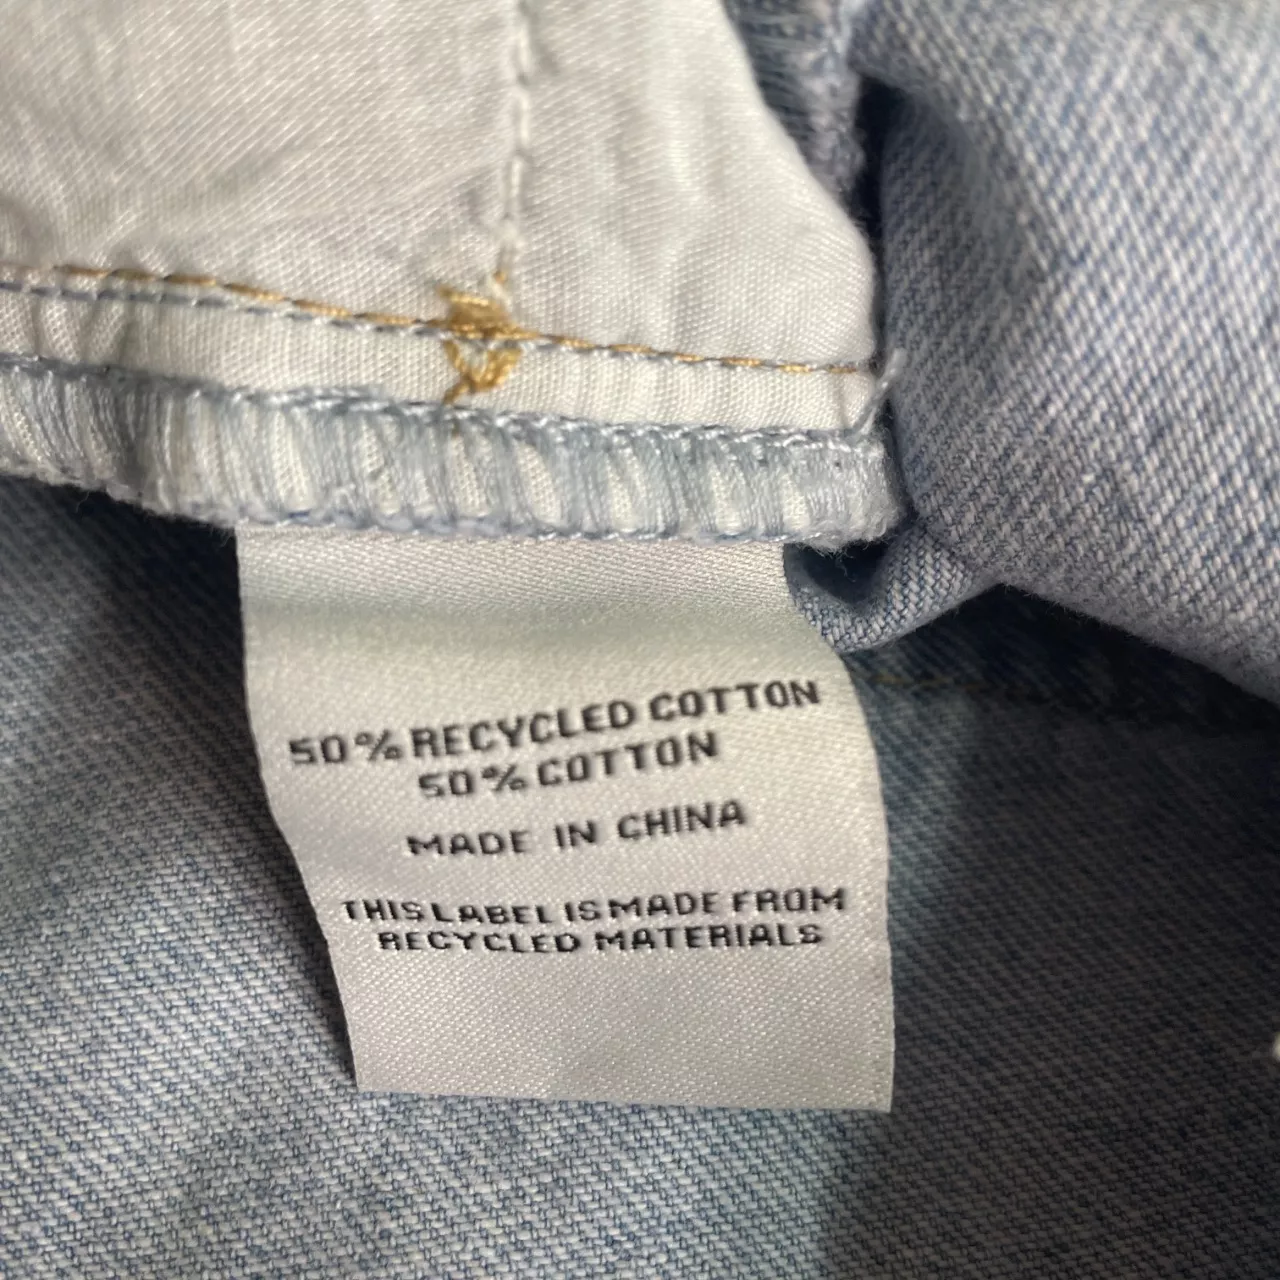 50% RECYCLED COTTON
50% COTTON
MADE IN CHINA
THIS LABEL IS MADE FROM
RECYCLED MATERIALS